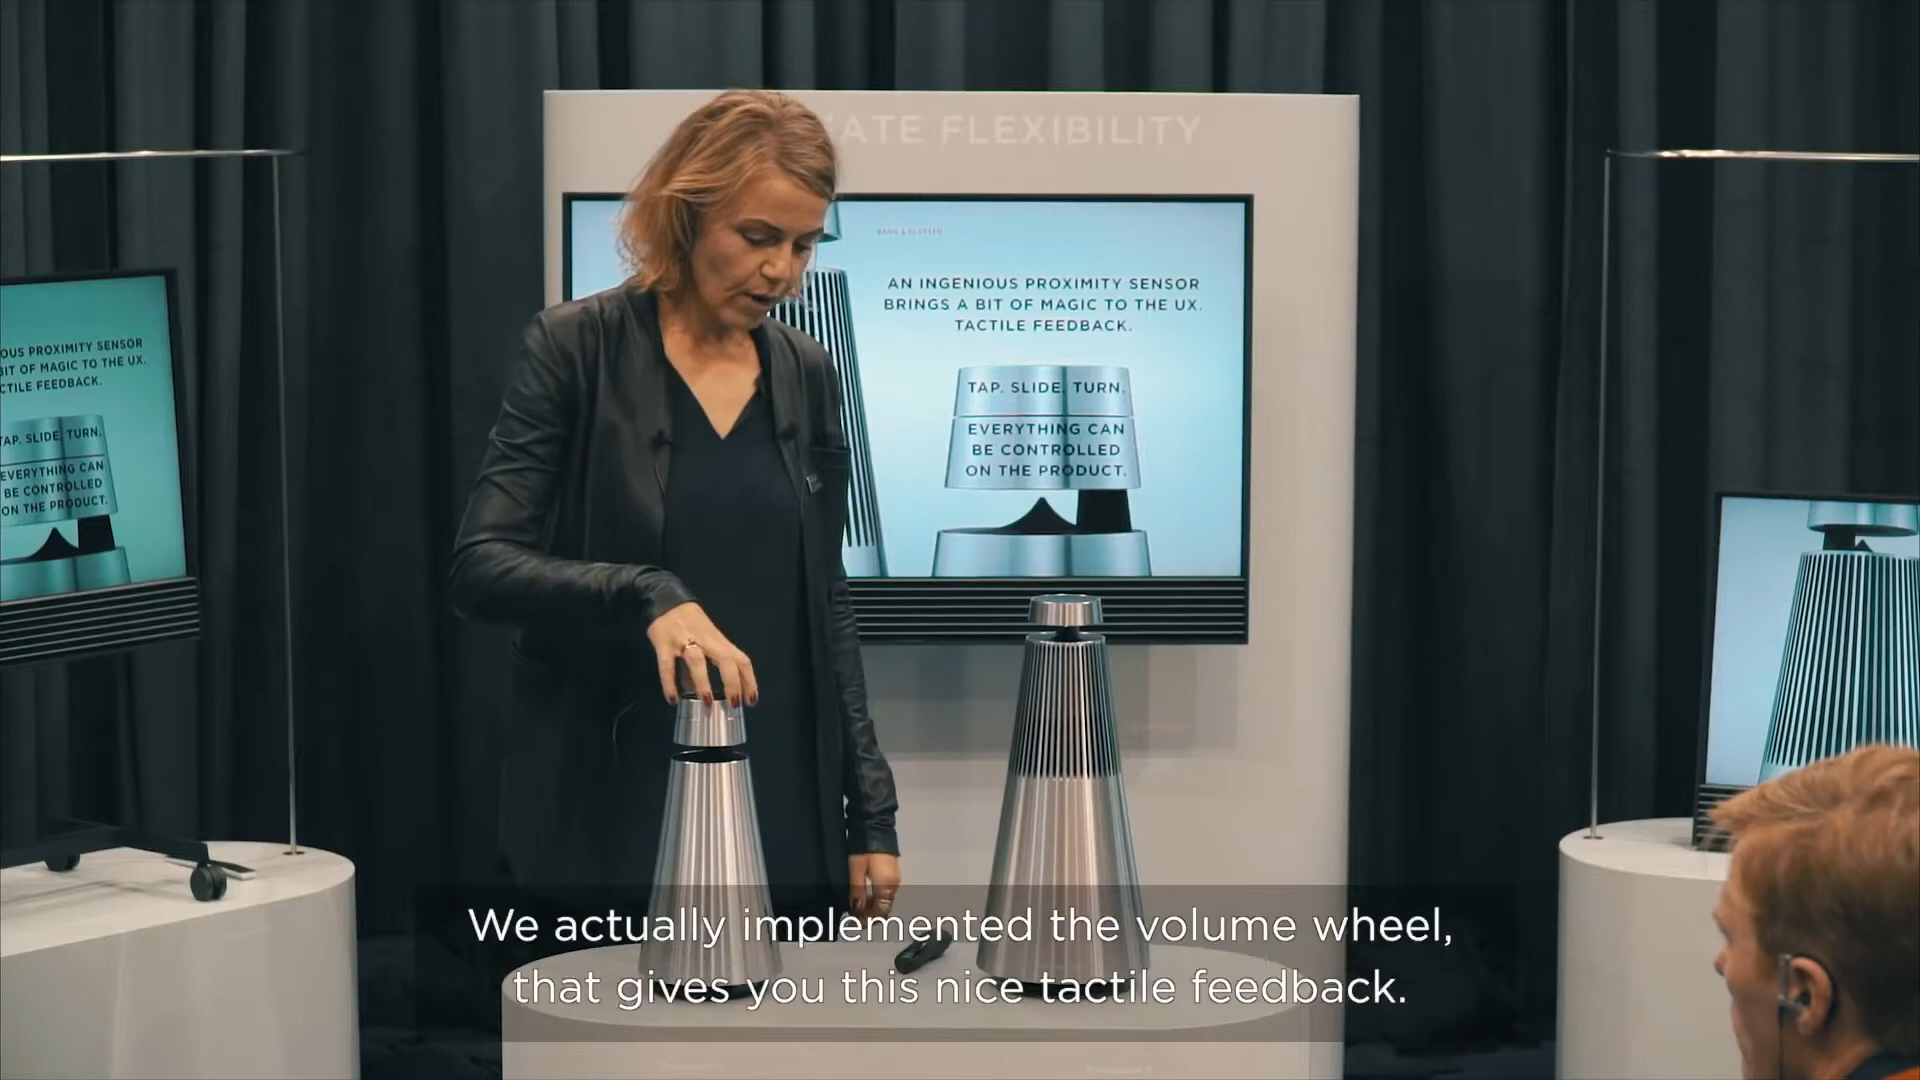 ATE FLEXIBILITY
BANG & OLUFSEN
AN INGENIOUS PROXIMITY SENSOR
BRINGS A BIT OF MAGIC TO THE UX.
TACTILE FEEDBACK.
TAP. SLIDE, TURN.
EVERYTHING CAN
BE CONTROLLED
ON THE PRODUCT.
OUS PROXIMITY SENSOR
BIT OF MAGIC TO THE UX.
CTILE FEEDBACK.
TAP. SLIDE, TURN.
EVERYTHING CAN
BE CONTROLLED
ON THE PRODUCT.
We actually implemented the volume wheel,
that gives you this nice tactile feedback.